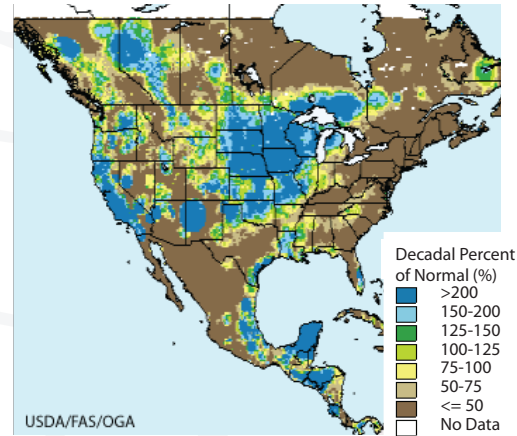 Decadal Percent
of Normal (%)
>200
150-200
125-150
100-125
75-100
50-75
<= 50
No Data
USDA/FAS/OGA